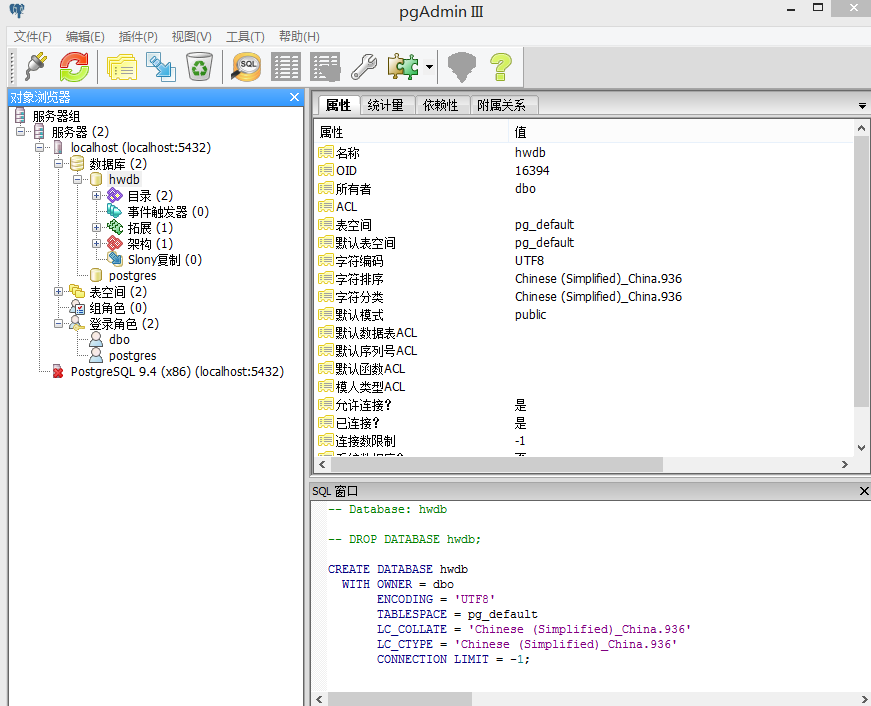 pgAdmin III
文件(F) 编辑(E) 插件(P) 视图(V) 工具(T) 帮助(H)
SQL
对象浏览器
服务器组
服务器 (2)
localhost (localhost:5432)
数据库 (2)
hwdb
目录 (2)
事件触发器 (0)
拓展 (1)
架构 (1)
Slony复制 (0)
postgres
表空间 (2)
组角色 (0)
登录角色 (2)
dbo
postgres
PostgreSQL 9.4 (x86) (localhost:5432)
属性 统计量 依赖性 附属关系
属性 值
名称 hwdb
OID 16394
所有者 dbo
ACL
表空间 pg_default
默认表空间 pg_default
字符编码 UTF8
字符排序 Chinese (Simplified)_China.936
字符分类 Chinese (Simplified)_China.936
默认模式 public
默认数据表ACL
默认序列号ACL
默认函数ACL
模人类型ACL
允许连接? 是
已连接? 是
连接数限制 -1
SQL 窗口
-- Database: hwdb
-- DROP DATABASE hwdb;
CREATE DATABASE hwdb
WITH OWNER = dbo
ENCODING = 'UTF8'
TABLESPACE = pg_default
LC_COLLATE = 'Chinese (Simplified)_China.936'
LC_CTYPE = 'Chinese (Simplified)_China.936'
CONNECTION LIMIT = -1;